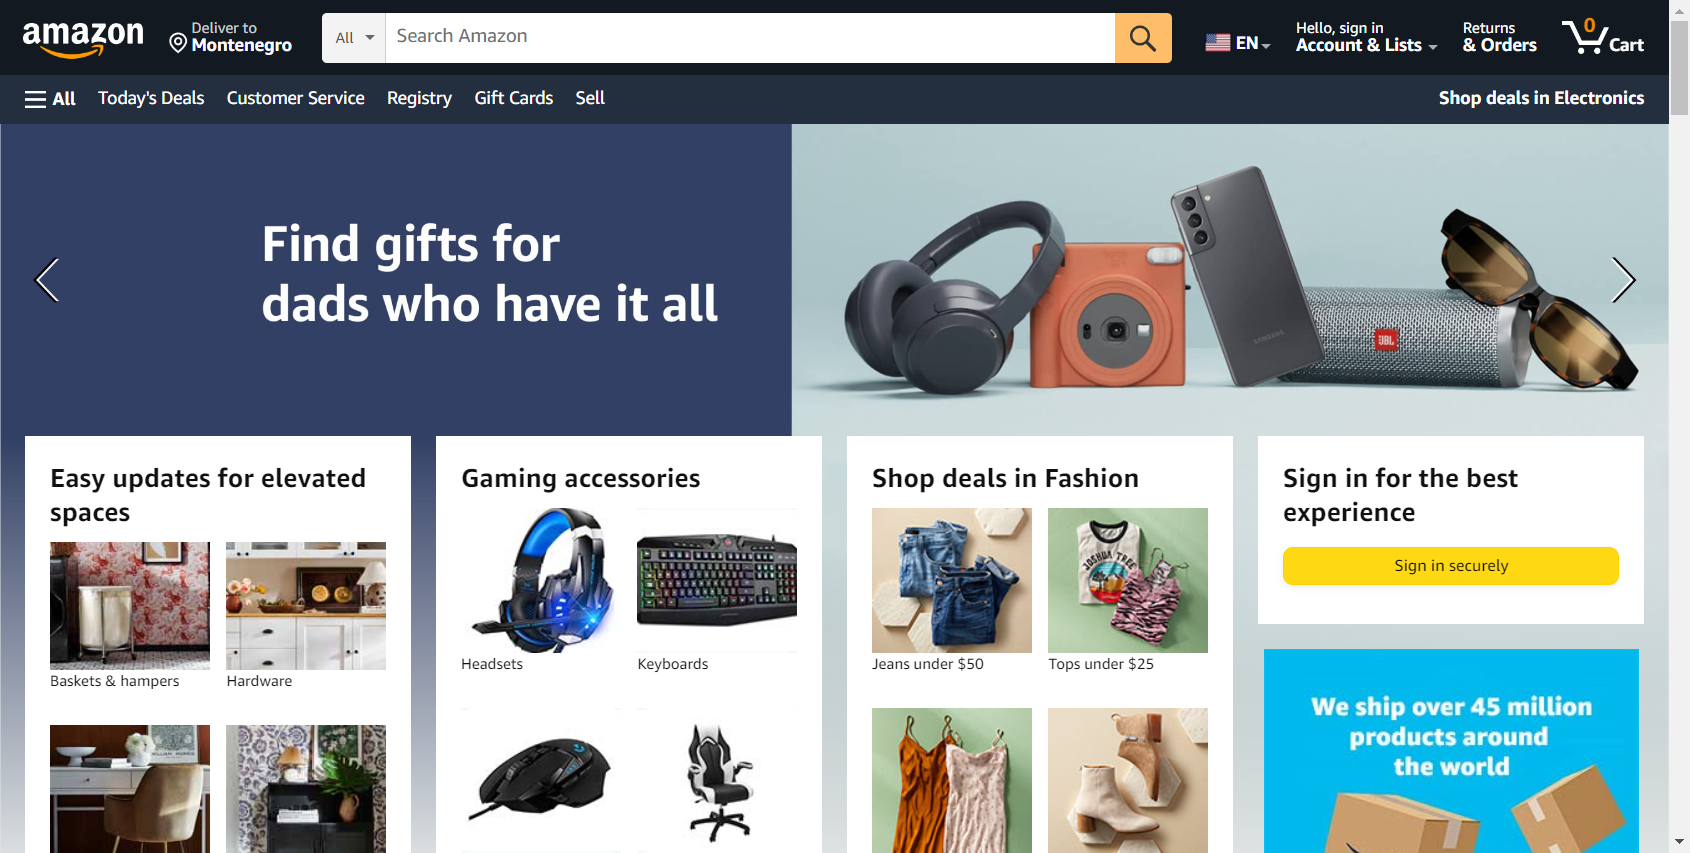 amazon
Deliver to
Montenegro
All
Search Amazon
EN
Hello, sign in
Account & Lists
Returns
& Orders
0
Cart
All
Today's Deals
Customer Service
Registry
Gift Cards
Sell
Shop deals in Electronics
Find gifts for
dads who have it all
SAMSUNG
JBL
Easy updates for elevated
spaces
Baskets & hampers
Hardware
Gaming accessories
Headsets
Keyboards
Shop deals in Fashion
JOSHUA TREE
Jeans under $50
Tops under $25
Sign in for the best
experience
Sign in securely
We ship over 45 million
products around
the world